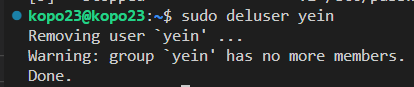 kopo23@kopo23:~$ sudo deluser yein
Removing user `yein' ...
Warning: group `yein' has no more members.
Done.